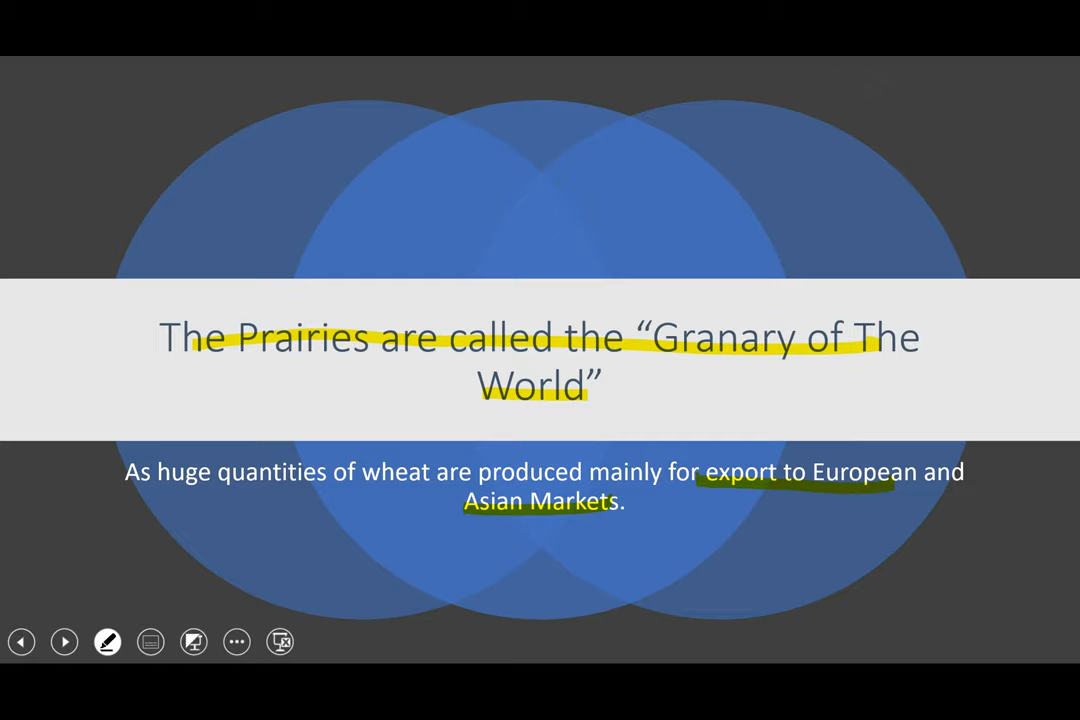 The Prairies are called the “Granary of The
World”
As huge quantities of wheat are produced mainly for export to European and
Asian Markets.